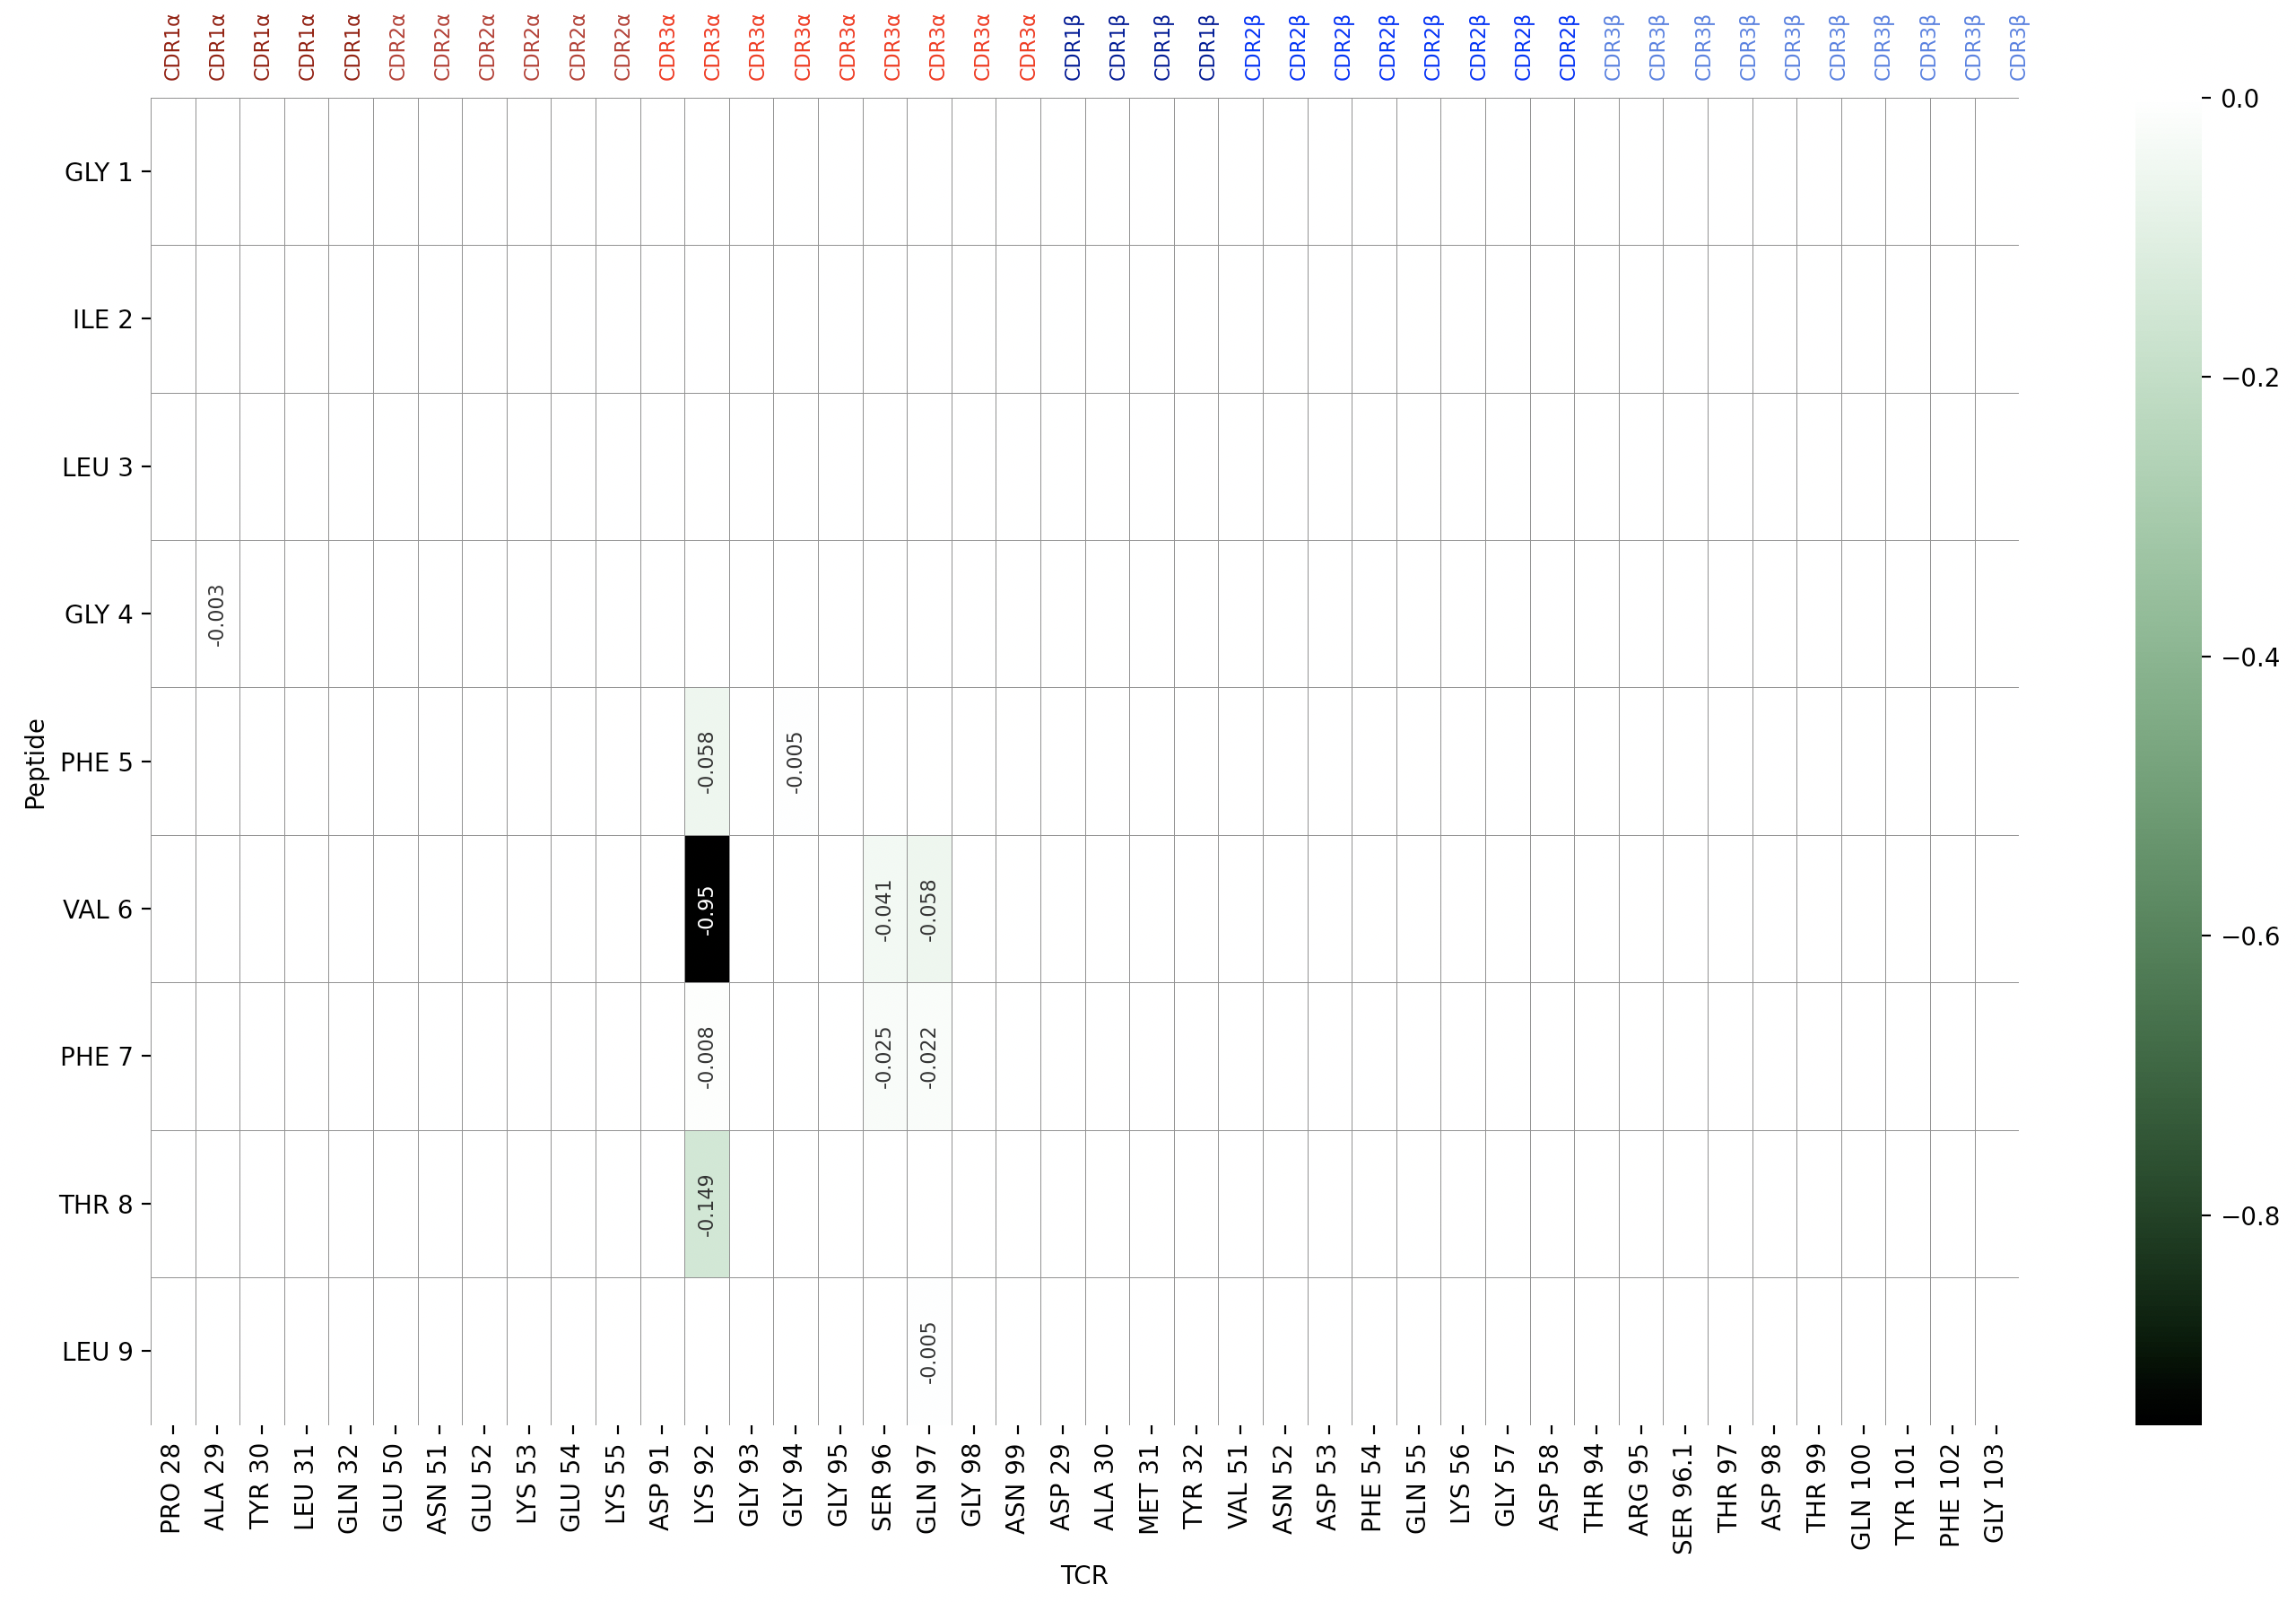 CDR1α CDR1α CDR1α CDR1α CDR1α CDR2α CDR2α CDR2α CDR2α CDR2α CDR2α CDR3α CDR3α CDR3α CDR3α CDR3α CDR3α CDR3α CDR3α CDR3α CDR1β CDR1β CDR1β CDR1β CDR2β CDR2β CDR2β CDR2β CDR2β CDR2β CDR2β CDR2β CDR3β CDR3β CDR3β CDR3β CDR3β CDR3β CDR3β CDR3β CDR3β CDR3β
Peptide
GLY 1
ILE 2
LEU 3
GLY 4 -0.003
PHE 5 -0.058 -0.005
VAL 6 -0.95 -0.041 -0.058
PHE 7 -0.008 -0.025 -0.022
THR 8 -0.149
LEU 9 -0.005
PRO 28 ALA 29 TYR 30 LEU 31 GLN 32 GLU 50 ASN 51 GLU 52 LYS 53 GLU 54 LYS 55 ASP 91 LYS 92 GLY 93 GLY 94 GLY 95 SER 96 GLN 97 GLY 98 ASN 99 ASP 29 ALA 30 MET 31 TYR 32 VAL 51 ASN 52 ASP 53 PHE 54 GLN 55 LYS 56 GLY 57 ASP 58 THR 94 ARG 95 SER 96.1 THR 97 ASP 98 THR 99 GLN 100 TYR 101 PHE 102 GLY 103
TCR
0.0
−0.2
−0.4
−0.6
−0.8